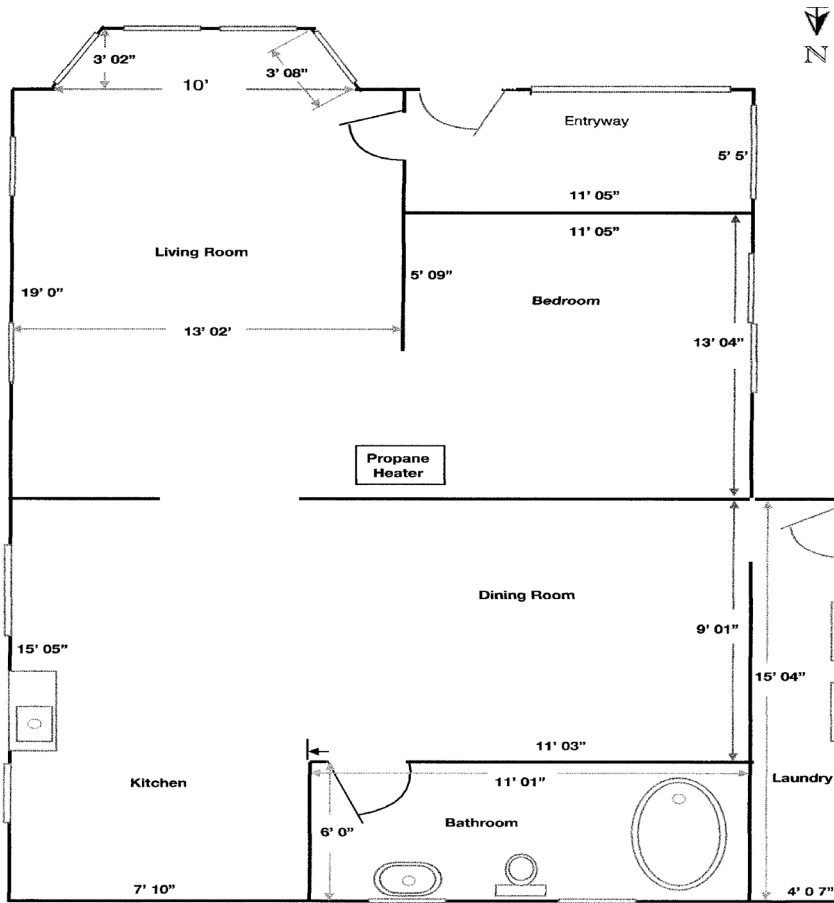 N
3' 02"
3' 08"
10'
Entryway
5' 5'
11' 05"
11' 05"
Living Room
5' 09"
Bedroom
19' 0"
13' 02'
13' 04"
Propane
Heater
Dining Room
9' 01"
15' 05"
15' 04"
11' 03"
Kitchen
11' 01"
Laundry
6' 0"
Bathroom
7' 10"
4' 0 7"